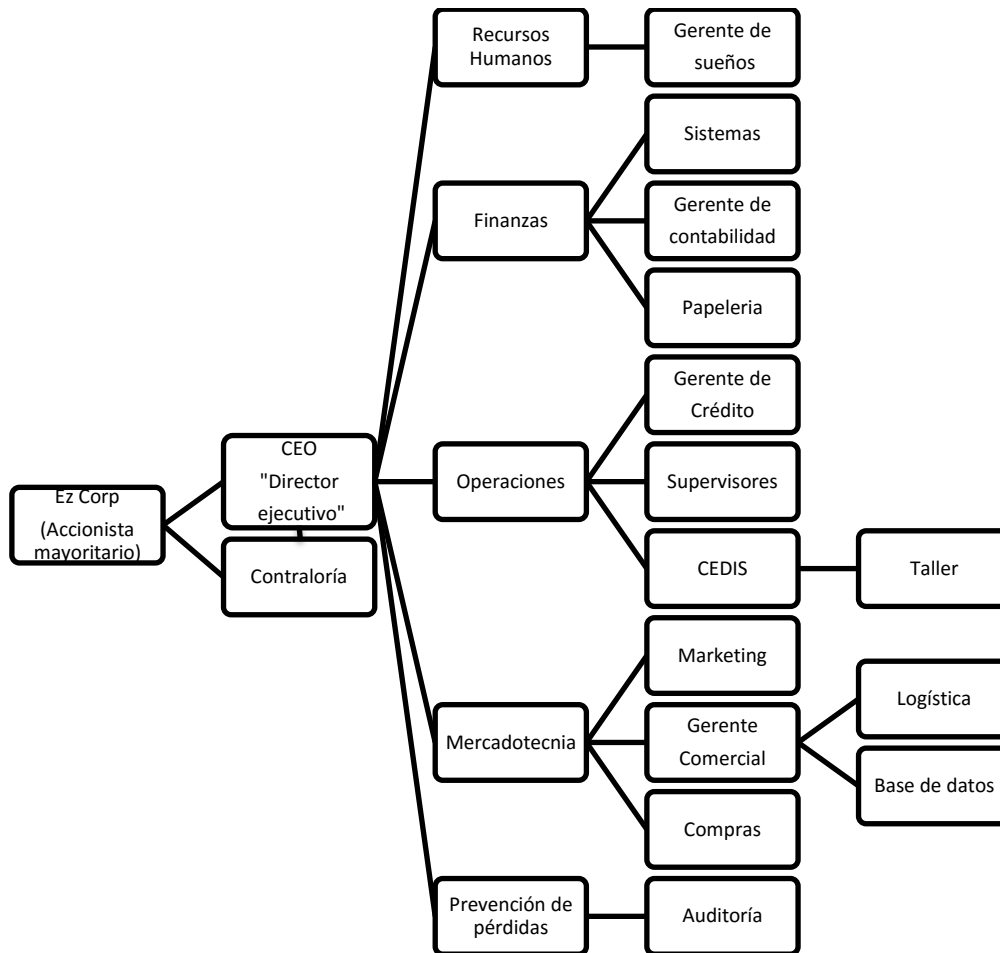 Recursos
Humanos
Gerente de
sueños
Sistemas
Finanzas
Gerente de
contabilidad
Papeleria
Gerente de
Crédito
CEO
"Director
ejecutivo"
Operaciones
Supervisores
Ez Corp
(Accionista
mayoritario)
Contraloría
CEDIS
Taller
Marketing
Logística
Mercadotecnia
Gerente
Comercial
Base de datos
Compras
Prevención de
pérdidas
Auditoría